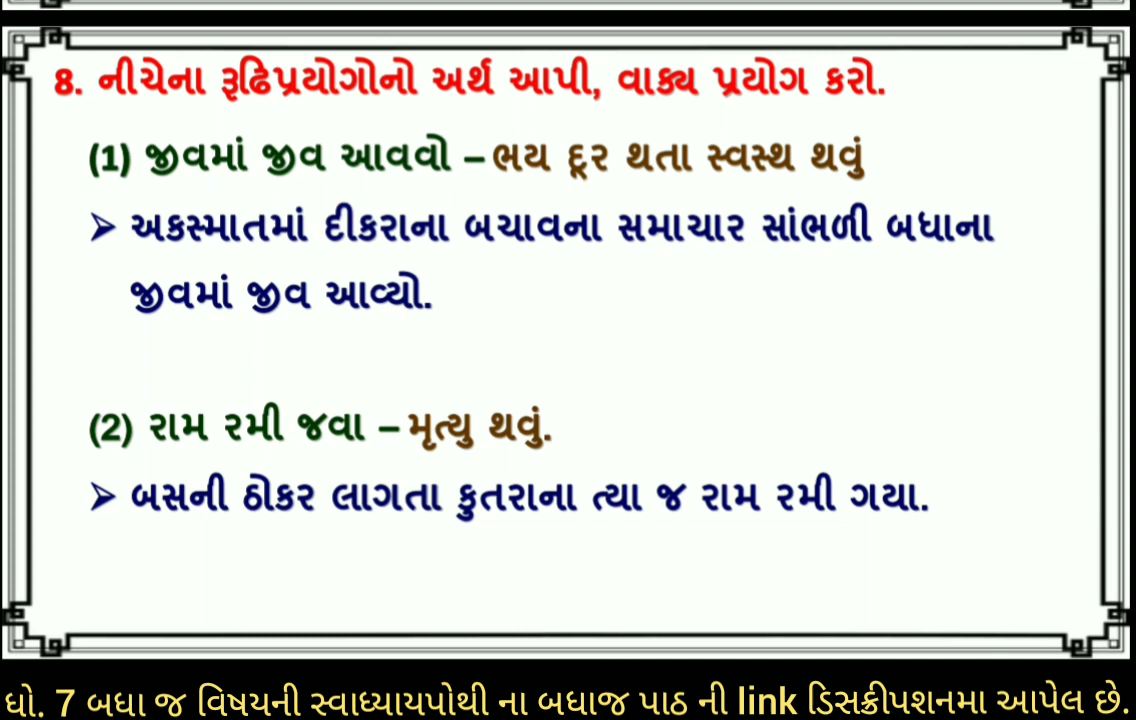 8. નીચેના રૂઢિપ્રયોગોનો અર્થ આપી, વાક્ય પ્રયોગ કરો.
(1) જીવમાં જીવ આવવો – ભય દૂર થતા સ્વસ્થ થવું
➢ અકસ્માતમાં દીકરાના બચાવના સમાચાર સાંભળી બધાના
જીવમાં જીવ આવ્યો.
(2) રામ રમી જવા – મૃત્યુ થવું.
➢ બસની ઠોકર લાગતા કુતરાના ત્યા જ રામ રમી ગયા.
ધો. 7 બધા જ વિષયની સ્વાધ્યાયપોથી ના બધાજ પાઠ ની link ડિસક્રીપશનમા આપેલ છે.